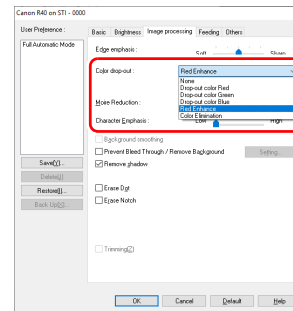 Canon R40 on STI - 0000
User Preference :
Full Automatic Mode
Basic Brightness Image processing Feeding Others
Edge emphasis :
Soft Sharp
Color drop-out : Red Enhance
None
Drop-out color Red
Drop-out color Green
Drop-out color Blue
Red Enhance
Color Elimination
Moire Reduction :
Character Emphasis :
Low High
Background smoothing
Prevent Bleed Through / Remove Background Setting...
Remove shadow
Erase Dot
Erase Notch
Trimming(Z)
Save(Y)...
Delete(J)
Restore(I)...
Back Up(K)...
OK Cancel Default Help